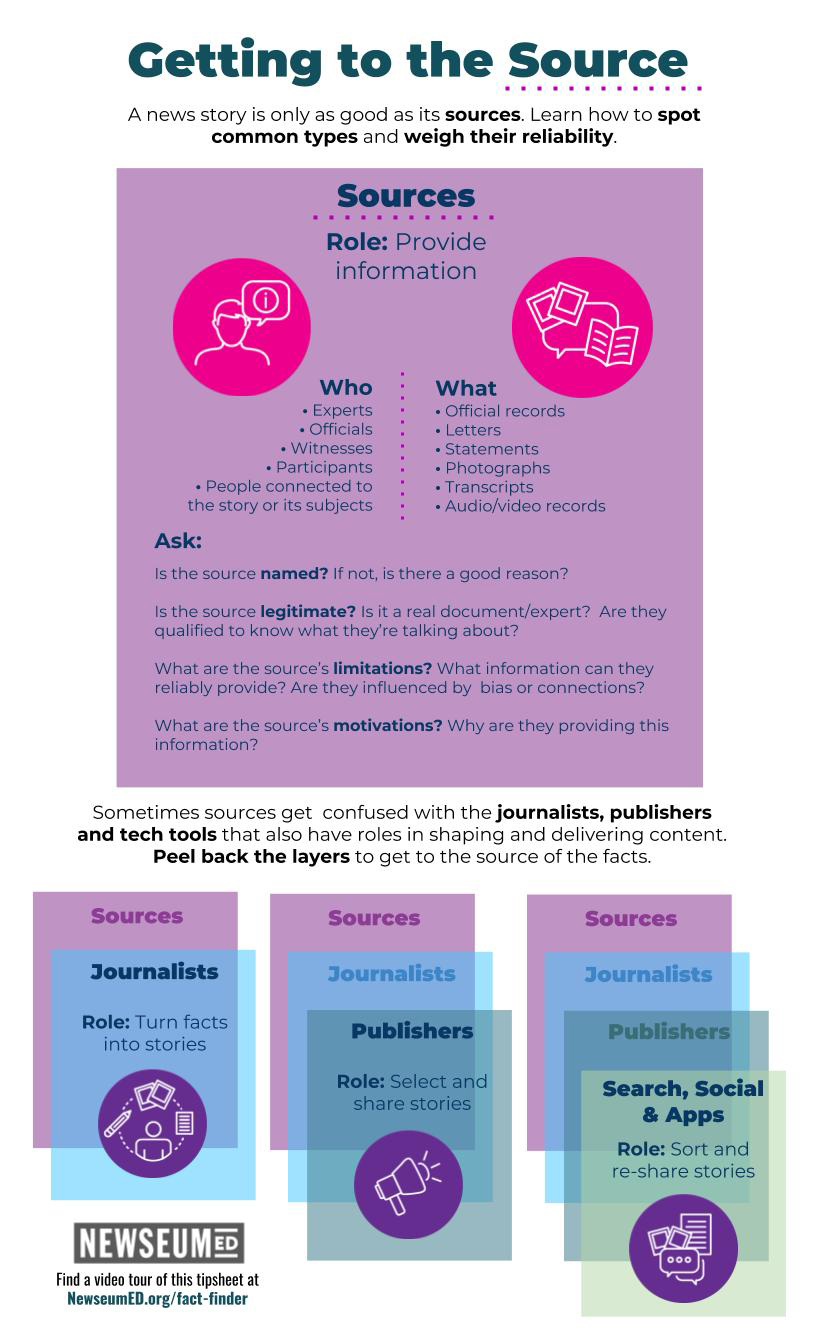 Getting to the Source
A news story is only as good as its sources. Learn how to spot
common types and weigh their reliability.
Sources
Role: Provide
information
Who
• Experts
• Officials
• Witnesses
• Participants
• People connected to
the story or its subjects
What
• Official records
• Letters
• Statements
• Photographs
• Transcripts
• Audio/video records
Ask:
Is the source named? If not, is there a good reason?
Is the source legitimate? Is it a real document/expert?  Are they
qualified to know what they're talking about?
What are the source's limitations? What information can they
reliably provide? Are they influenced by  bias or connections?
What are the source's motivations? Why are they providing this
information?
Sometimes sources get  confused with the journalists, publishers
and tech tools that also have roles in shaping and delivering content.
Peel back the layers to get to the source of the facts.
Sources
Journalists
Role: Turn facts
into stories
Sources
Journalists
Publishers
Role: Select and
share stories
Sources
Journalists
Publishers
Search, Social
& Apps
Role: Sort and
re-share stories
NEWSEUMED
Find a video tour of this tipsheet at
NewseumED.org/fact-finder